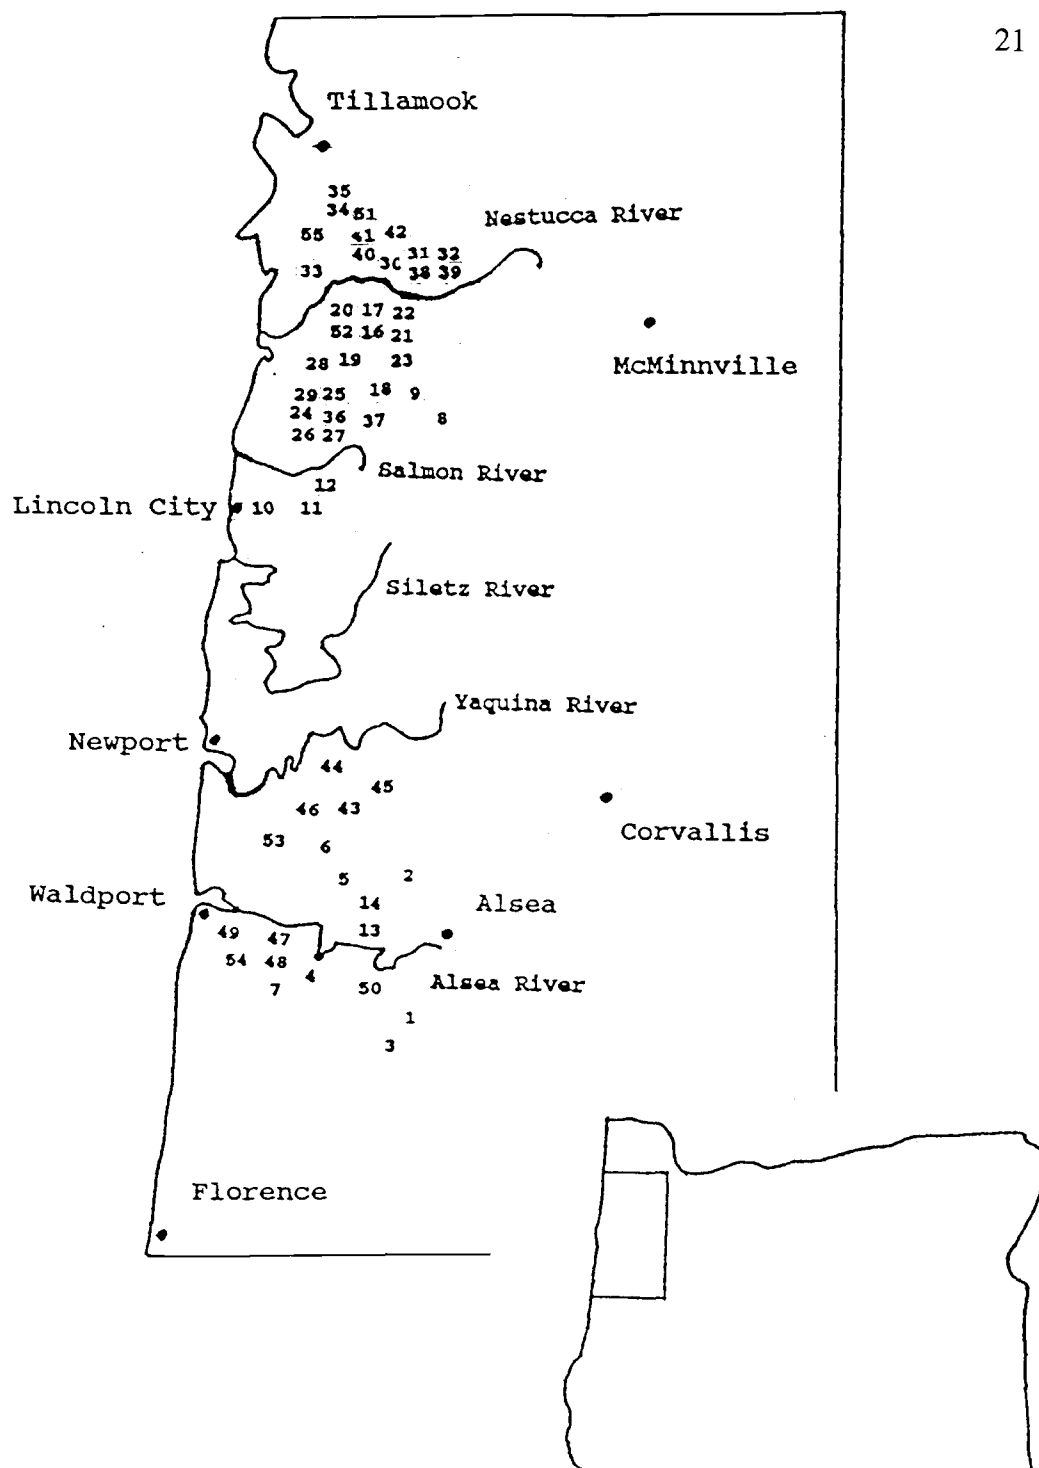 21
Tillamook
35
34 51
Nestucca River
55 41 42
40 30 31 32
33 38 39
20 17 22
52 16 21
28 19 23
McMinnville
29 25 18 9
24 36 37 8
26 27
Salmon River
12
Lincoln City 10 11
Siletz River
Yaquina River
Newport
44
45
46 43
Corvallis
53 6
5 2
Waldport
14 Alsea
49 47 13
54 48 4
7 50 Alsea River
1
3
Florence